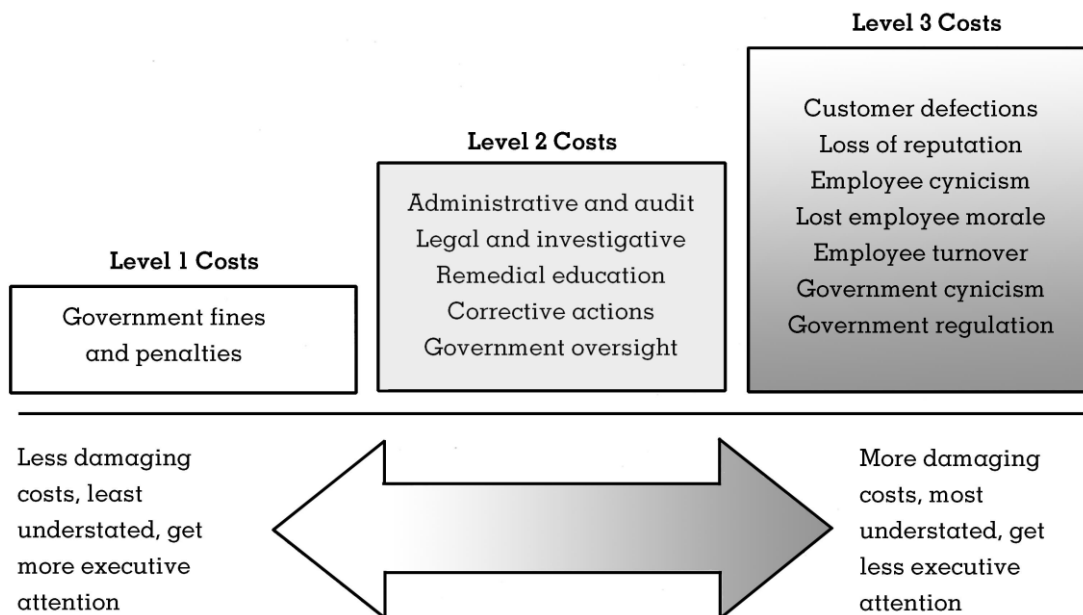 Level 3 Costs
Customer defections
Loss of reputation
Employee cynicism
Lost employee morale
Employee turnover
Government cynicism
Government regulation
Level 2 Costs
Administrative and audit
Legal and investigative
Remedial education
Corrective actions
Government oversight
Level 1 Costs
Government fines
and penalties
Less damaging
costs, least
understated, get
more executive
attention
More damaging
costs, most
understated, get
less executive
attention